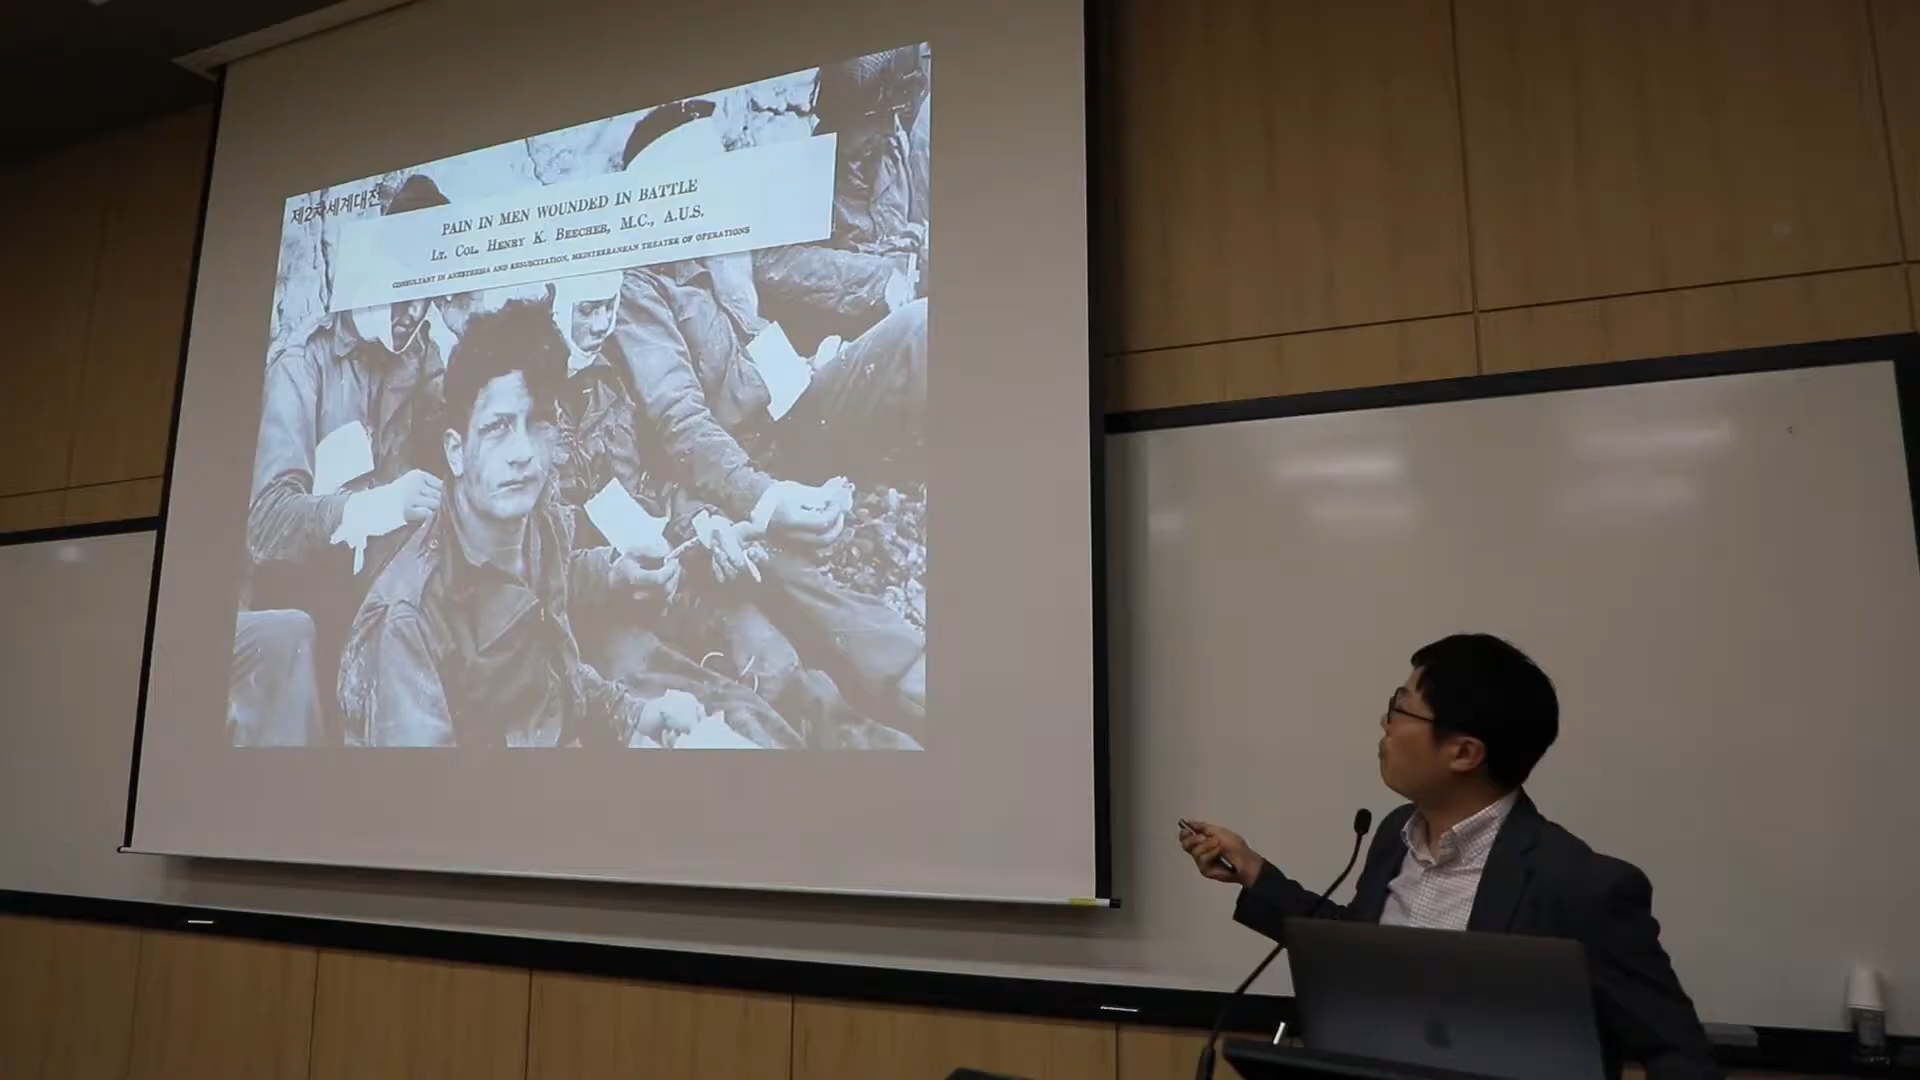 제2차세계대전
PAIN IN MEN WOUNDED IN BATTLE
LT. COL. HENRY K. BEECHER, M.C., A.U.S.
CONSULTANT IN ANESTHESIA AND RESUSCITATION, MEDITERRANEAN THEATER OF OPERATIONS